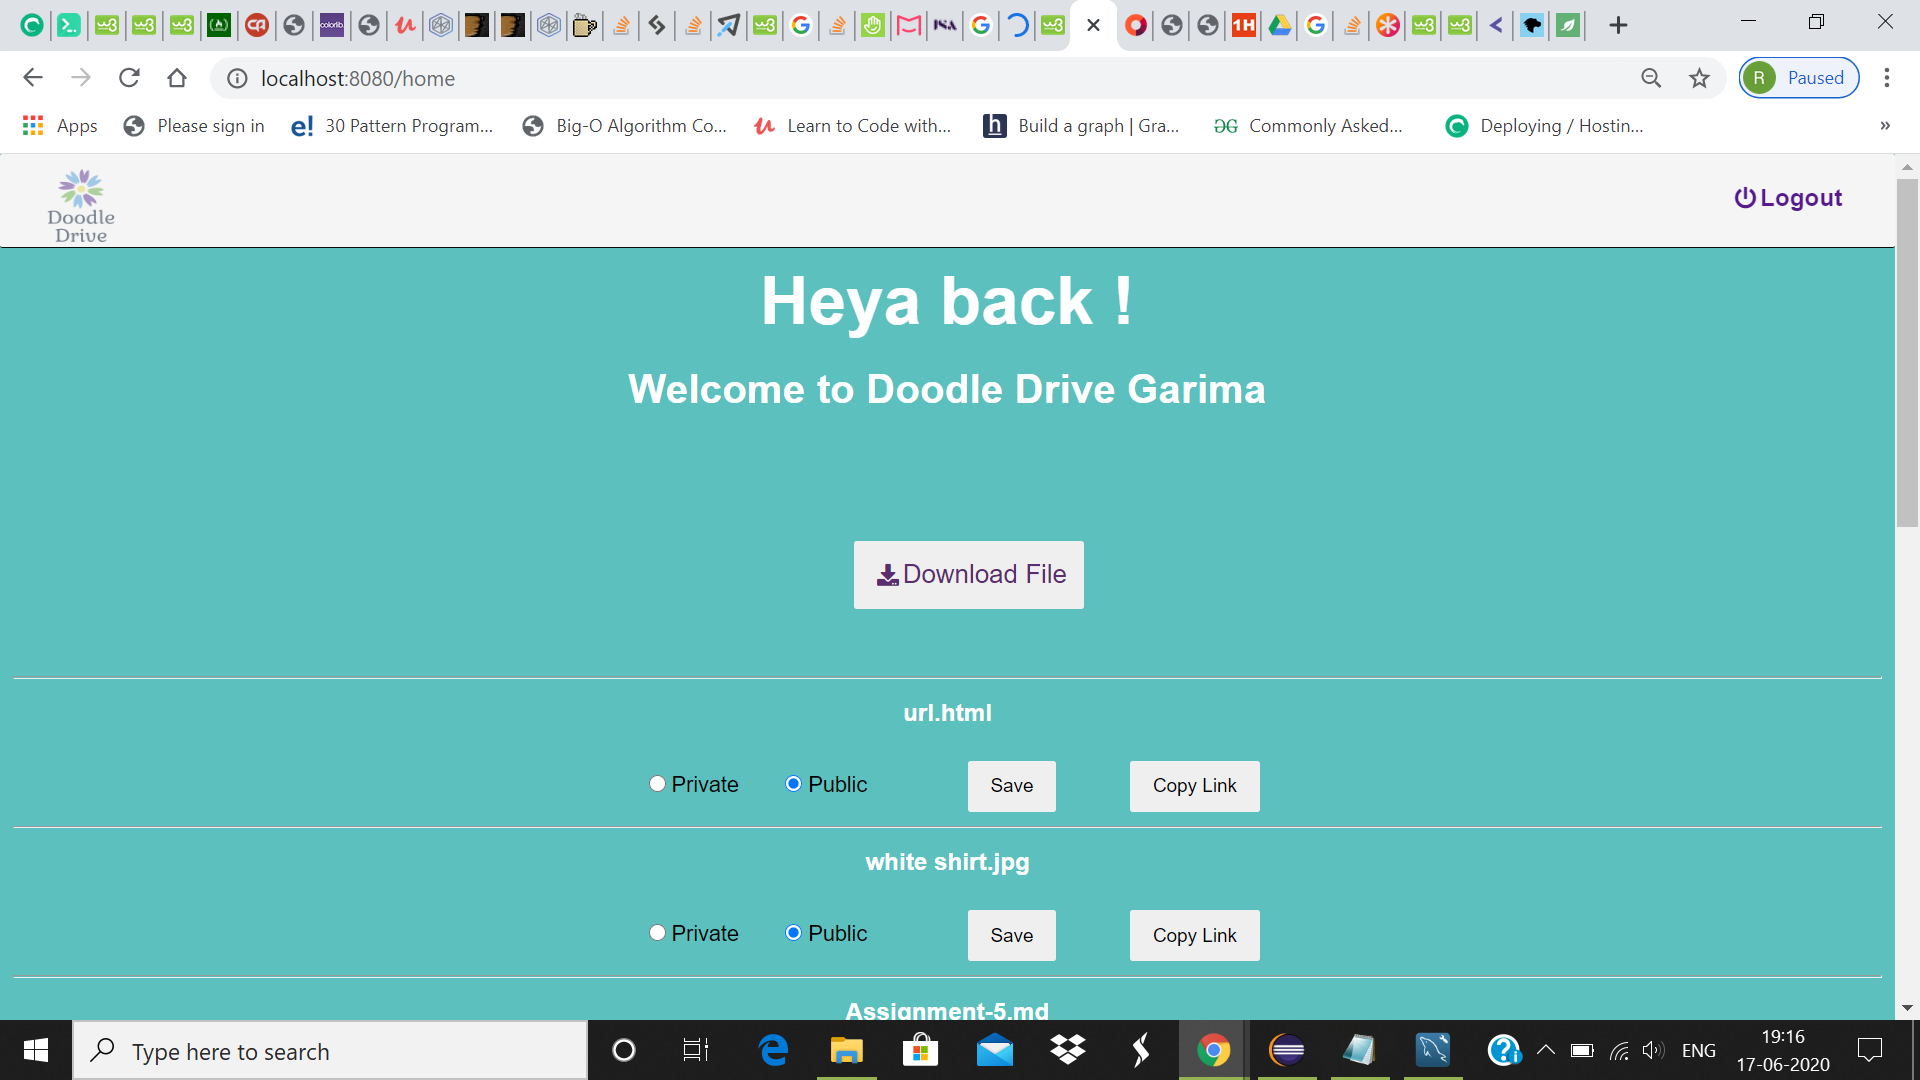 1H
localhost:8080/home
R Paused
Apps Please sign in 30 Pattern Program... Big-O Algorithm Co... Learn to Code with... Build a graph | Gra... Commonly Asked... Deploying / Hostin... »
Doodle
Drive
Logout
Heya back !
Welcome to Doodle Drive Garima
Download File
url.html
Private Public Save Copy Link
white shirt.jpg
Private Public Save Copy Link
Assignment-5.md
Type here to search
ENG
19:16
17-06-2020